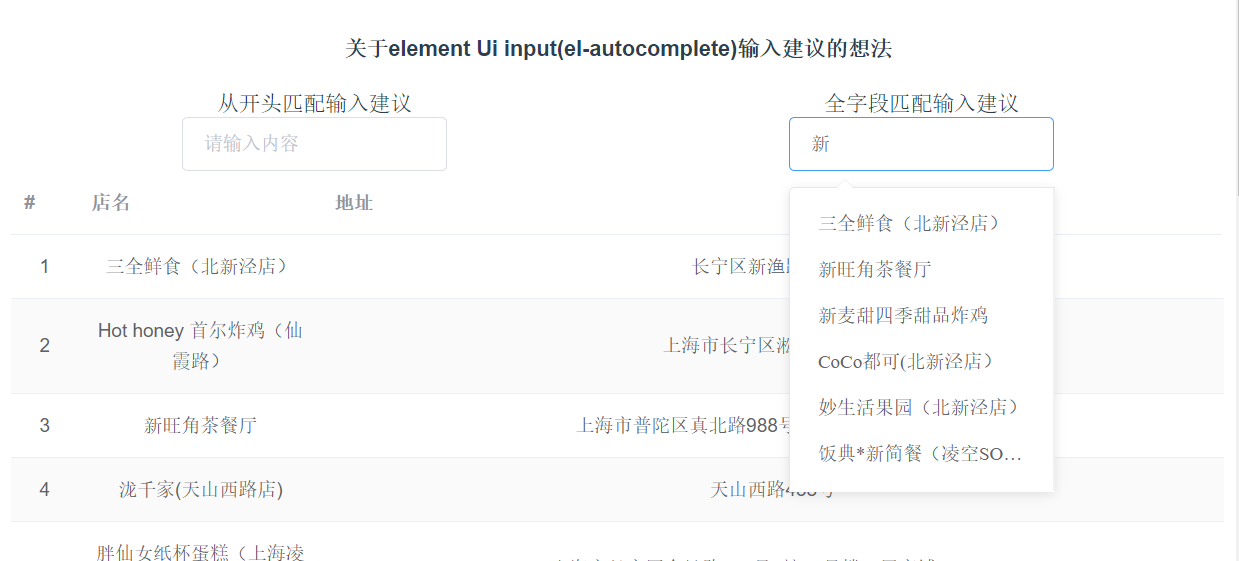 关于element Ui input(el-autocomplete)输入建议的想法
从开头匹配输入建议
全字段匹配输入建议
请输入内容
新
# 店名 地址
三全鲜食（北新泾店）
新旺角茶餐厅
新麦甜四季甜品炸鸡
CoCo都可(北新泾店）
妙生活果园（北新泾店）
饭典*新简餐（凌空SO…
1 三全鲜食（北新泾店） 长宁区新渔
2 Hot honey 首尔炸鸡（仙
霞路） 上海市长宁区淞
3 新旺角茶餐厅 上海市普陀区真北路988号
4 泷千家(天山西路店) 天山西路
胖仙女纸杯蛋糕（上海凌